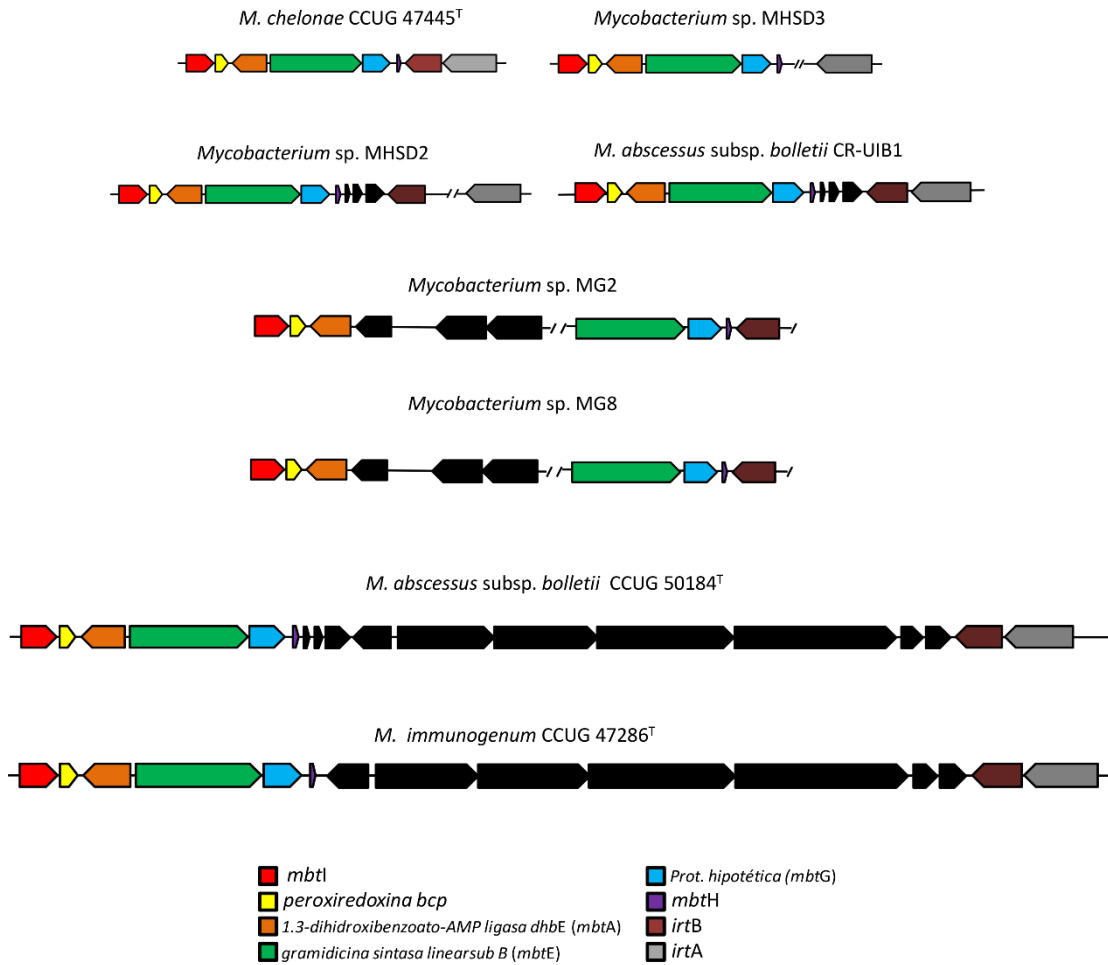 M. chelonae CCUG 47445ᵀ
Mycobacterium sp. MHSD3
Mycobacterium sp. MHSD2
M. abscessus subsp. bolletii CR-UIB1
Mycobacterium sp. MG2
Mycobacterium sp. MG8
M. abscessus subsp. bolletii CCUG 50184ᵀ
M. immunogenum CCUG 47286ᵀ
mbtI
peroxiredoxina bcp
1.3-dihidroxibenzoato-AMP ligasa dhbE (mbtA)
gramidicina sintasa linearsub B (mbtE)
Prot. hipotética (mbtG)
mbtH
irtB
irtA